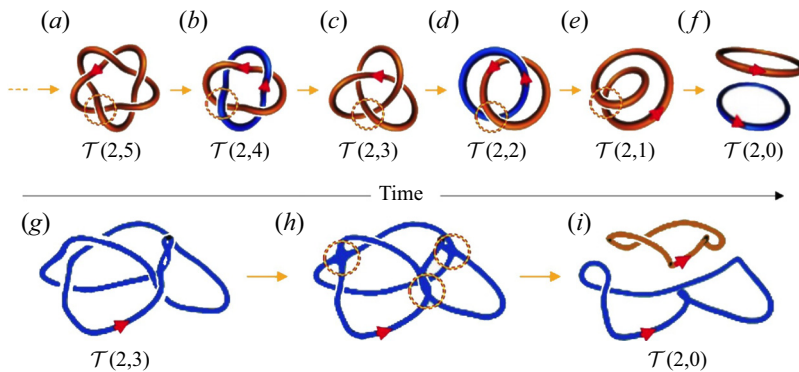 (a) (b) (c) (d) (e) (f)
𝒯(2,5) 𝒯(2,4) 𝒯(2,3) 𝒯(2,2) 𝒯(2,1) 𝒯(2,0)
Time
(g) (h) (i)
𝒯(2,3) 𝒯(2,0)